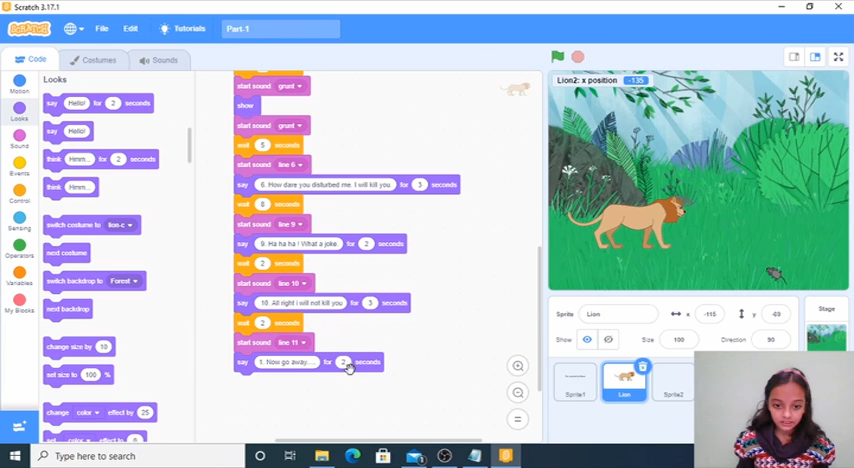 Scratch 3.17.1
SCRATCH File Edit Tutorials Part-1
Code Costumes Sounds
Motion
Looks
Sound
Events
Control
Sensing
Operators
Variables
My Blocks
Looks
say Hello! for 2 seconds
say Hello!
think Hmm... for 2 seconds
think Hmm...
switch costume to lion-c
next costume
switch backdrop to Forest
next backdrop
change size by 10
set size to 100 %
change color effect by 25
start sound grunt
show
start sound grunt
wait 5 seconds
start sound line 6
say 6. How dare you disturbed me. I will kill you. for 3 seconds
wait 8 seconds
start sound line 9
say 9. Ha ha ha ! What a joke for 2 seconds
wait 2 seconds
start sound line 10
say 10. All right i will not kill you for 3 seconds
wait 2 seconds
start sound line 11
say 1. Now go away.... for 2 seconds
Lion2: x position -135
Sprite Lion x -115 y -69
Show Size 100 Direction 90
Stage
Sprite1
Lion
Sprite2
Type here to search